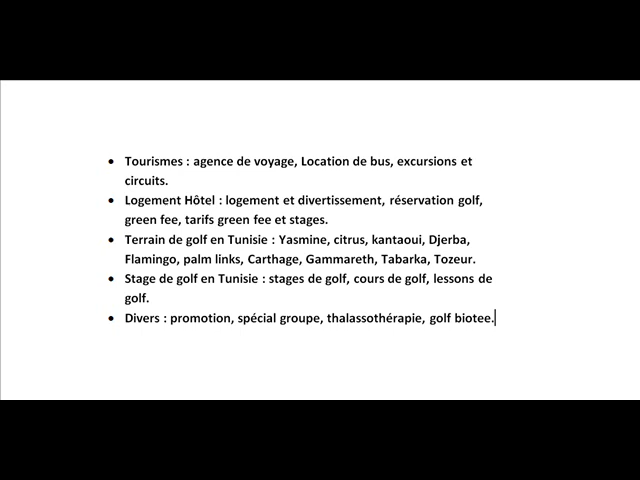 • Tourismes : agence de voyage, Location de bus, excursions et
circuits.
• Logement Hôtel : logement et divertissement, réservation golf,
green fee, tarifs green fee et stages.
• Terrain de golf en Tunisie : Yasmine, citrus, kantaoui, Djerba,
Flamingo, palm links, Carthage, Gammareth, Tabarka, Tozeur.
• Stage de golf en Tunisie : stages de golf, cours de golf, lessons de
golf.
• Divers : promotion, spécial groupe, thalassothérapie, golf biotee.